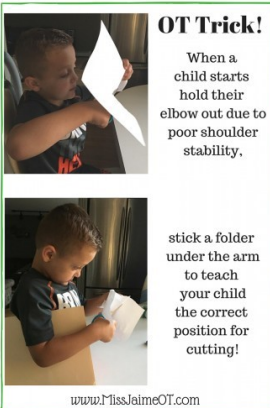 OT Trick!
When a
child starts
hold their
elbow out due to
poor shoulder
stability,
stick a folder
under the arm
to teach
your child
the correct
position for
cutting!
www.MissJaimeOT.com